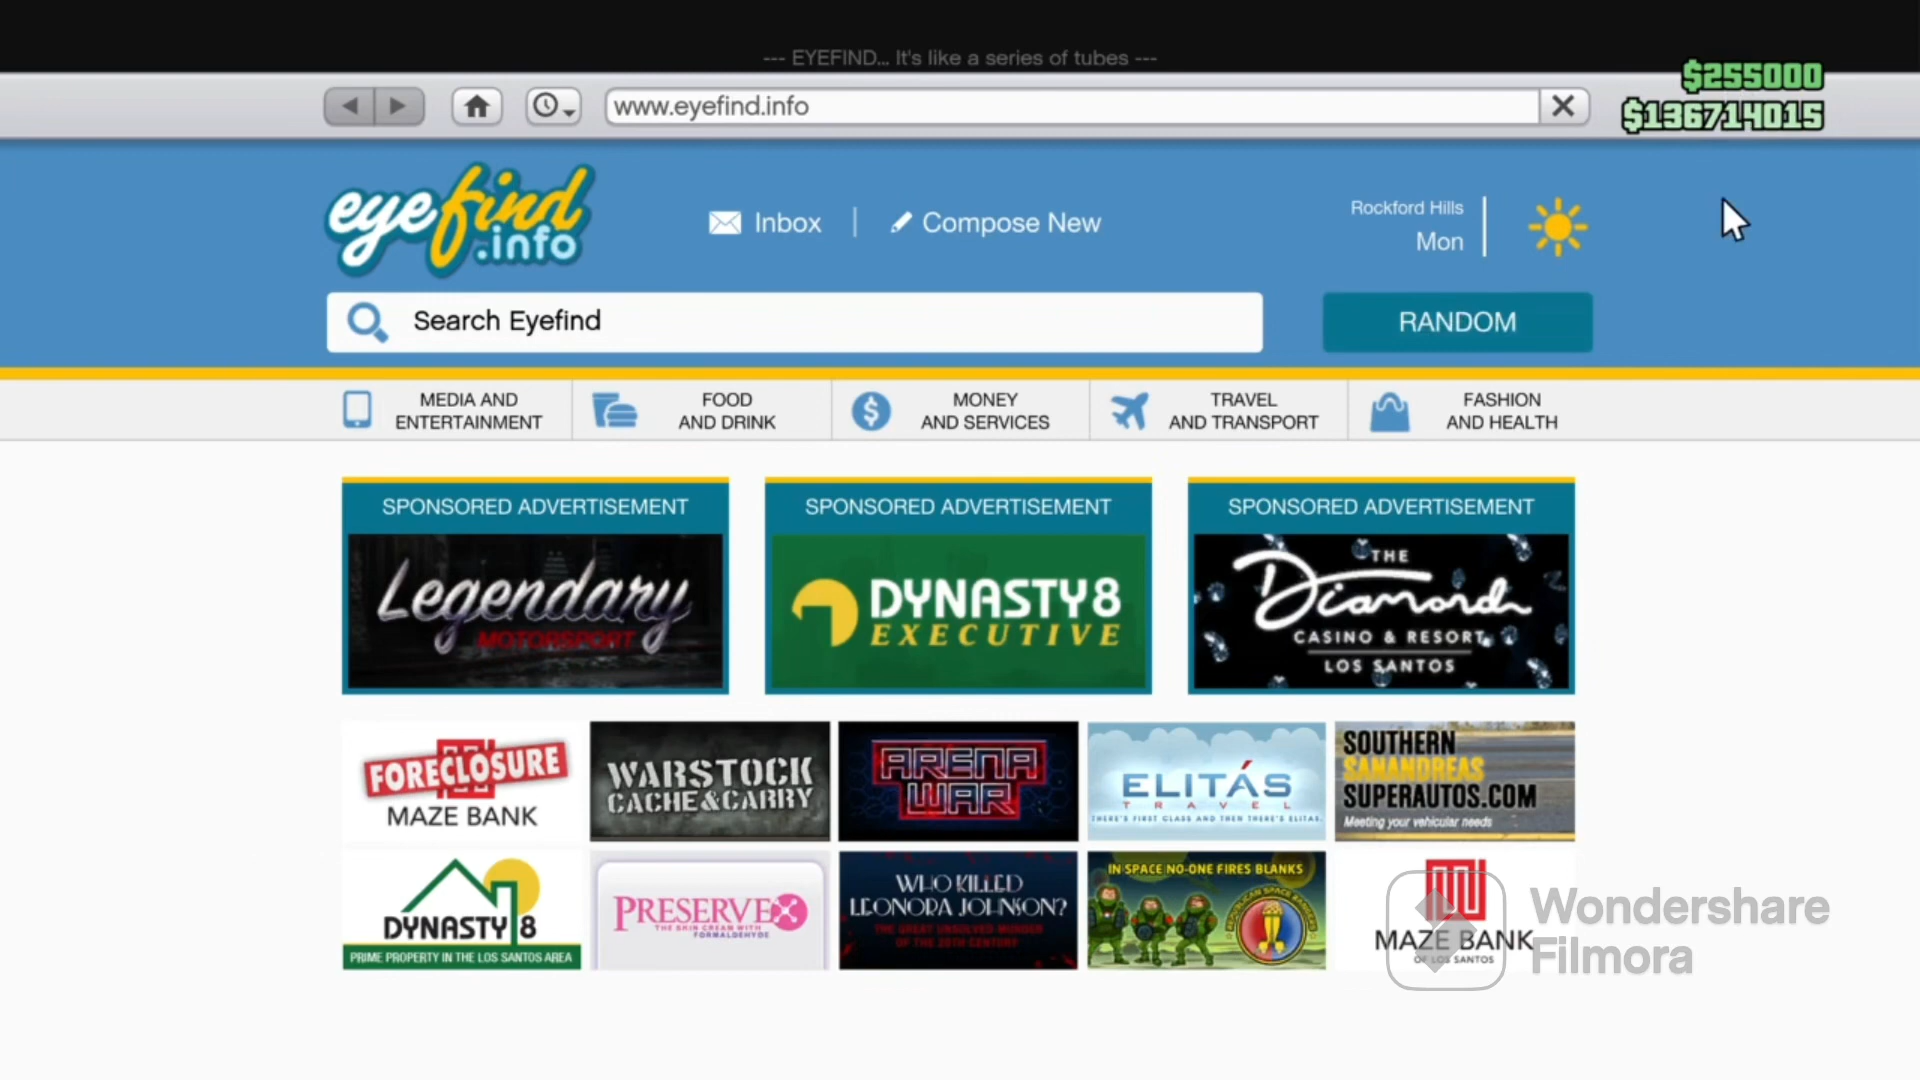 --- EYEFIND... It's like a series of tubes ---
$255000
www.eyefind.info
$136714015
eyefind
.info
Inbox
Compose New
Rockford Hills
Mon
Search Eyefind
RANDOM
MEDIA AND
ENTERTAINMENT
FOOD
AND DRINK
MONEY
AND SERVICES
TRAVEL
AND TRANSPORT
FASHION
AND HEALTH
SPONSORED ADVERTISEMENT
Legendary
MOTORSPORT
SPONSORED ADVERTISEMENT
DYNASTY8
EXECUTIVE
SPONSORED ADVERTISEMENT
THE
Diamond
CASINO & RESORT
LOS SANTOS
FORECLOSURE
MAZE BANK
WARSTOCK
CACHE&CARRY
ARENA
WAR
ELITÁS
TRAVEL
THERE'S FIRST CLASS AND THEN THERE'S ELITAS.
SOUTHERN
SANANDREAS
SUPERAUTOS.COM
Meeting your vehicular needs
DYNASTY 8
PRIME PROPERTY IN THE LOS SANTOS AREA
PRESERVEX
THE SKIN CREAM WITH
FORMALDEHYDE
WHO KILLED
LEONORA JOHNSON?
THE GREAT UNSOLVED MURDER
OF THE 20TH CENTURY
IN SPACE NO-ONE FIRES BLANKS
REPUBLICAN SPACE RANGERS
MAZE BANK
OF LOS SANTOS
Wondershare
Filmora